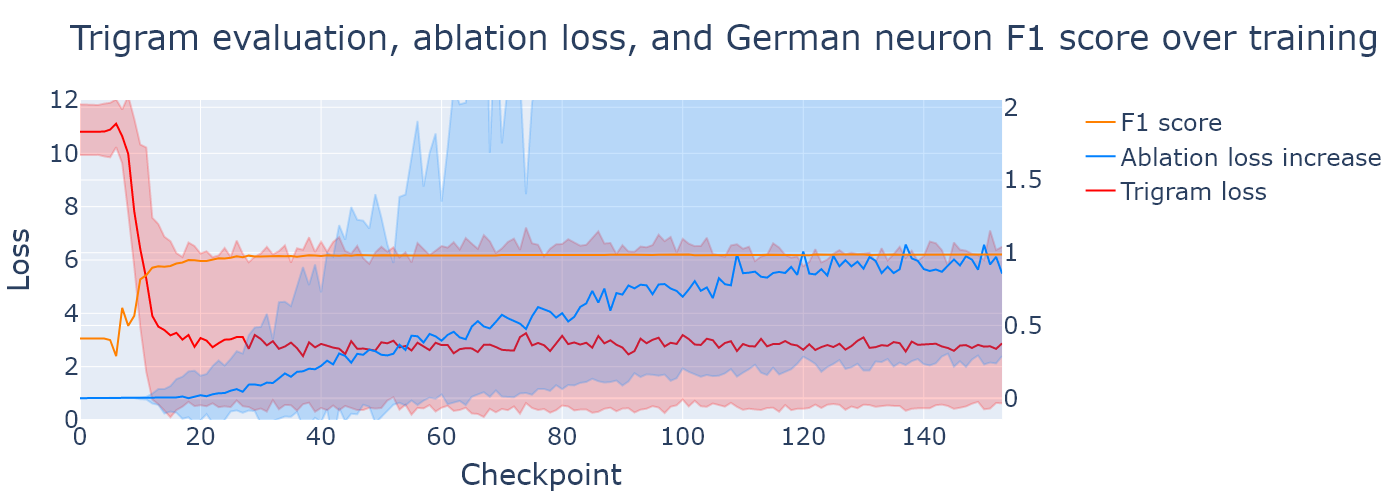 Trigram evaluation, ablation loss, and German neuron F1 score over training
12
10
8
6
4
2
0
Loss
2
1.5
1
0.5
0
0 20 40 60 80 100 120 140
Checkpoint
F1 score
Ablation loss increase
Trigram loss